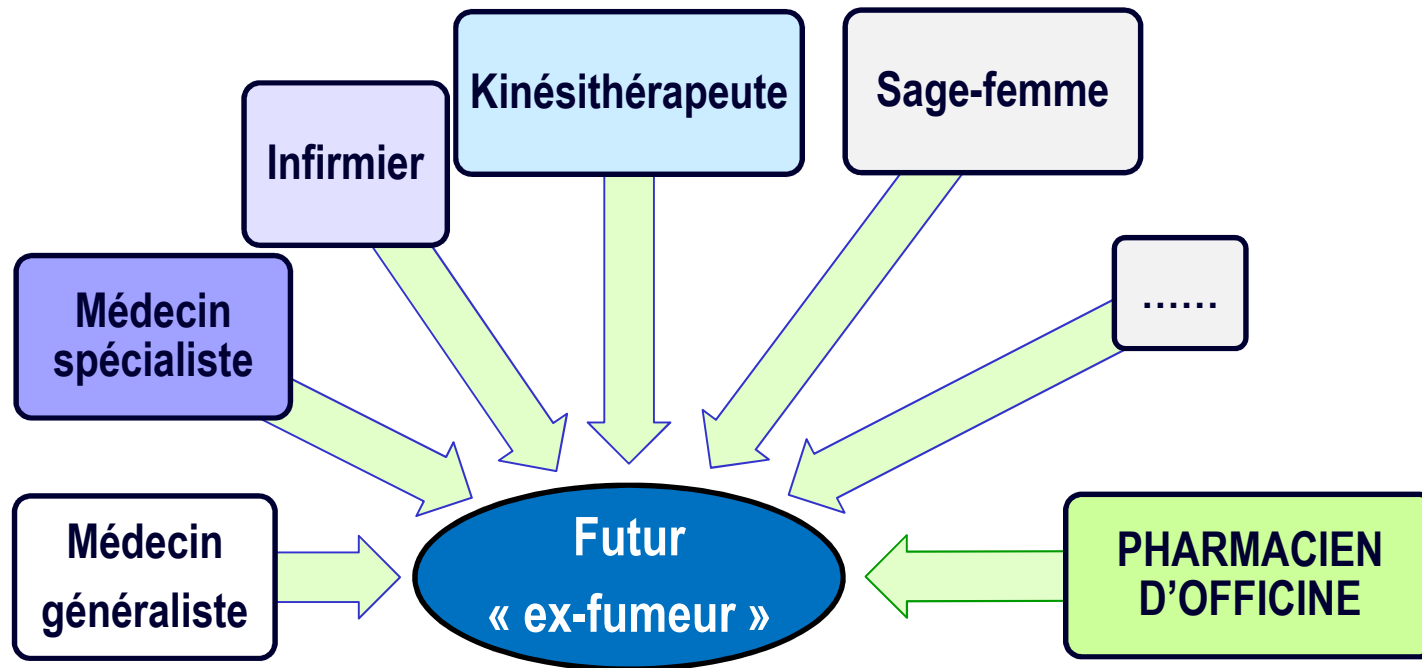 Kinésithérapeute
Sage-femme
Infirmier
......
Médecin
spécialiste
Médecin
généraliste
Futur
« ex-fumeur »
PHARMACIEN
D’OFFICINE